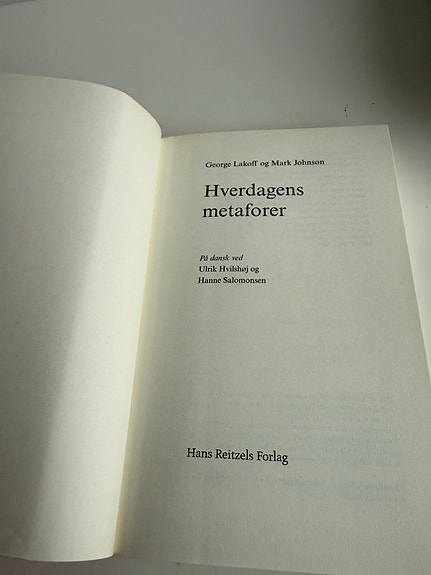 George Lakoff og Mark Johnson
Hverdagens
metaforer
På dansk ved
Ulrik Hvilshøj og
Hanne Salomonsen
Hans Reitzels Forlag